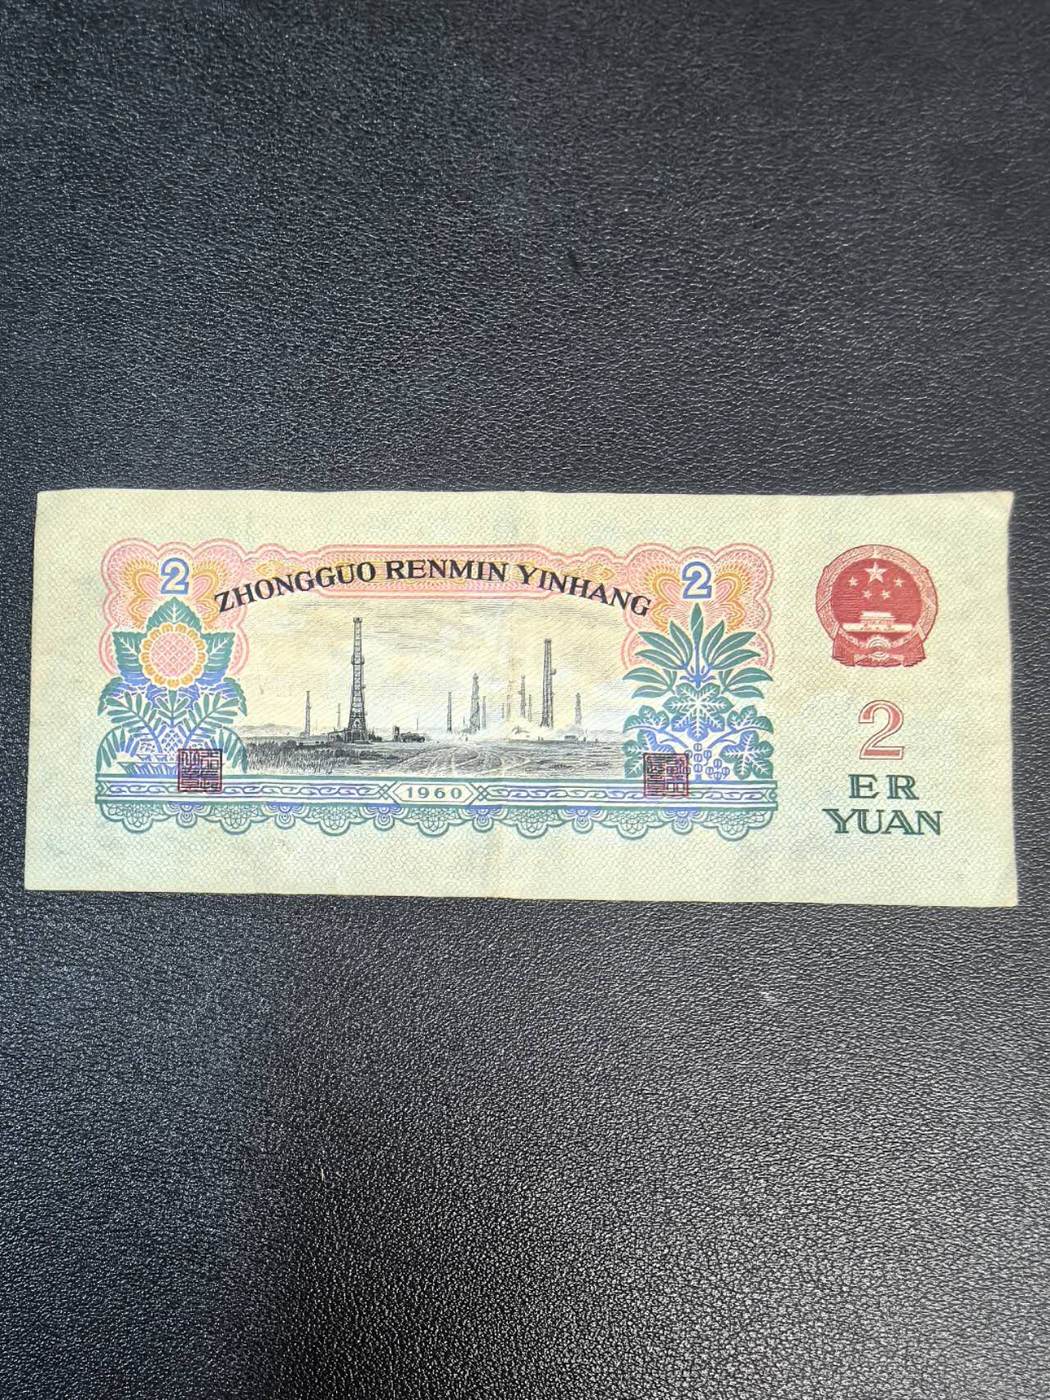 2
2
ZHONGGUO RENMIN YINHANG
2
ER
YUAN
1960